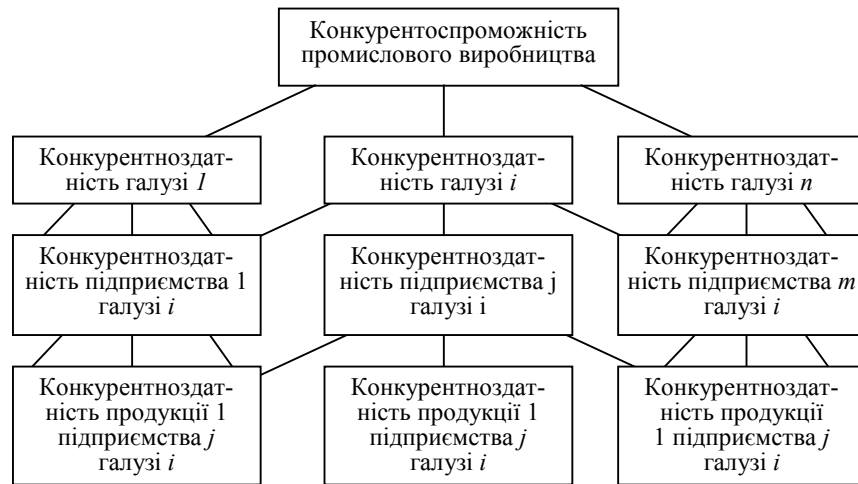 Конкурентоспроможність
промислового виробництва
Конкурентноздат-
ність галузі 1
Конкурентноздат-
ність галузі i
Конкурентноздат-
ність галузі n
Конкурентноздат-
ність підприємства 1
галузі i
Конкурентноздат-
ність підприємства j
галузі і
Конкурентноздат-
ність підприємства m
галузі i
Конкурентноздат-
ність продукції 1
підприємства j
галузі i
Конкурентноздат-
ність продукції 1
підприємства j
галузі i
Конкурентноздат-
ність продукції
1 підприємства j
галузі i